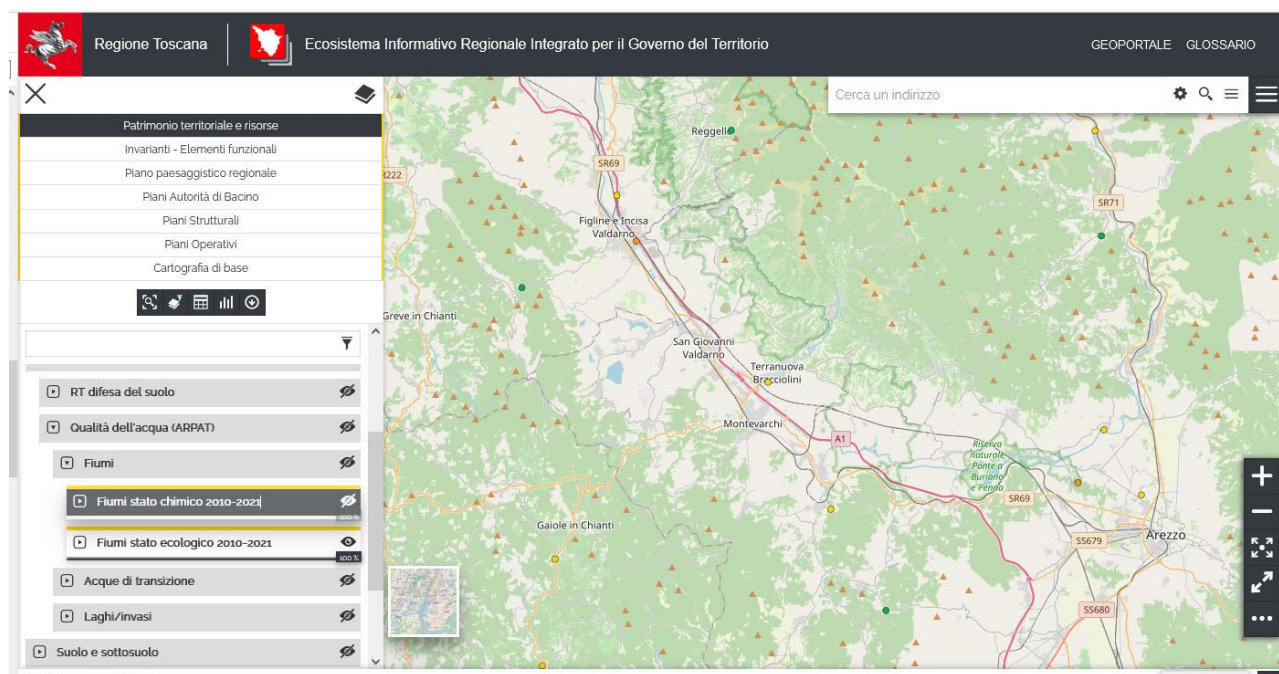 Regione Toscana
Ecosistema Informativo Regionale Integrato per il Governo del Territorio
GEOPORTALE GLOSSARIO
Patrimonio territoriale e risorse
Invarianti - Elementi funzionali
Piano paesaggistico regionale
Piani Autorità di Bacino
Piani Strutturali
Piani Operativi
Cartografia di base
RT difesa del suolo
Qualità dell'acqua (ARPAT)
Fiumi
Fiumi stato chimico 2010-2021
100 %
Fiumi stato ecologico 2010-2021
100 %
Acque di transizione
Laghi/invasi
Suolo e sottosuolo
Cerca un indirizzo
Reggello
SR69
R222
SR71
Figline e Incisa
Valdarno
Greve in Chianti
San Giovanni
Valdarno
Terranuova
Bracciolini
Montevarchi
A1
Riserva
naturale
Ponte a
Buriano
e Penna
SR69
Gaiole in Chianti
SS679
Arezzo
SS680